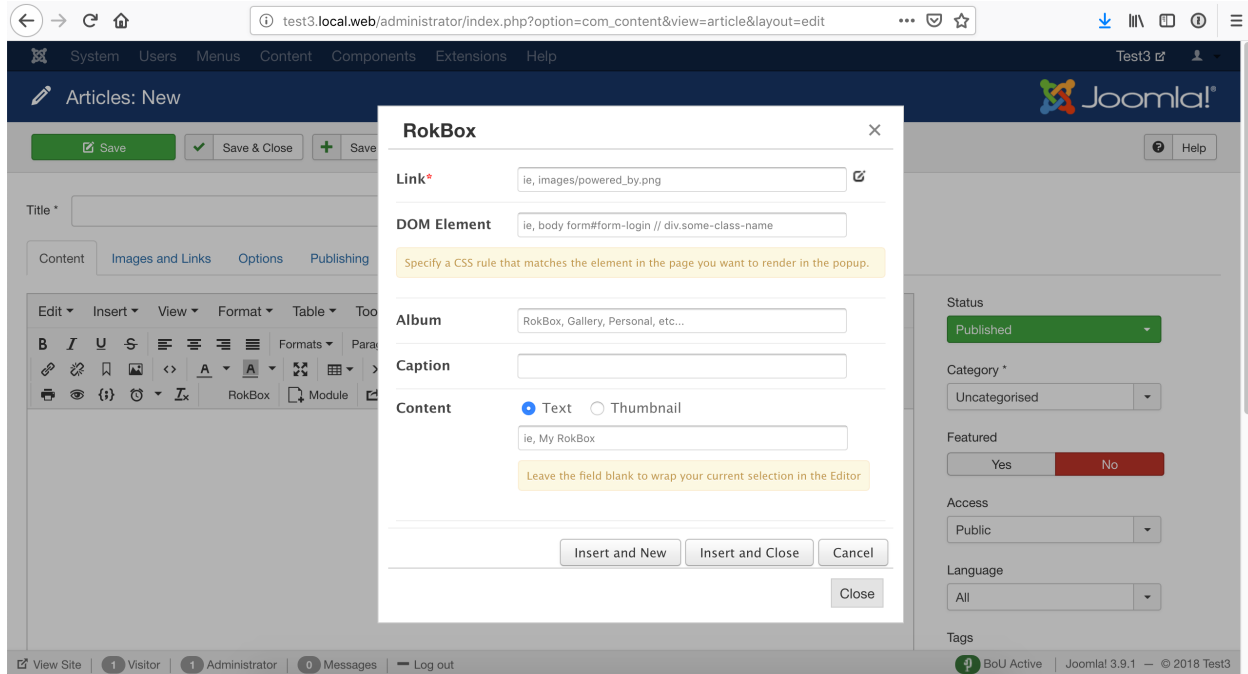 test3.local.web/administrator/index.php?option=com_content&view=article&layout=edit
System Users Menus Content Components Extensions Help
Test3
Articles: New
Joomla!
Save
Save & Close
Save
Help
RokBox
Link*
ie, images/powered_by.png
DOM Element
ie, body form#form-login // div.some-class-name
Specify a CSS rule that matches the element in the page you want to render in the popup.
Album
RokBox, Gallery, Personal, etc...
Caption
Content
Text Thumbnail
ie, My RokBox
Leave the field blank to wrap your current selection in the Editor
Insert and New
Insert and Close
Cancel
Close
Title *
Content
Images and Links
Options
Publishing
Edit Insert View Format Table Too
B I U S Formats Parag
A A
RokBox Module
Status
Published
Category *
Uncategorised
Featured
Yes No
Access
Public
Language
All
Tags
View Site 1 Visitor 1 Administrator 0 Messages Log out
BoU Active Joomla! 3.9.1 — © 2018 Test3